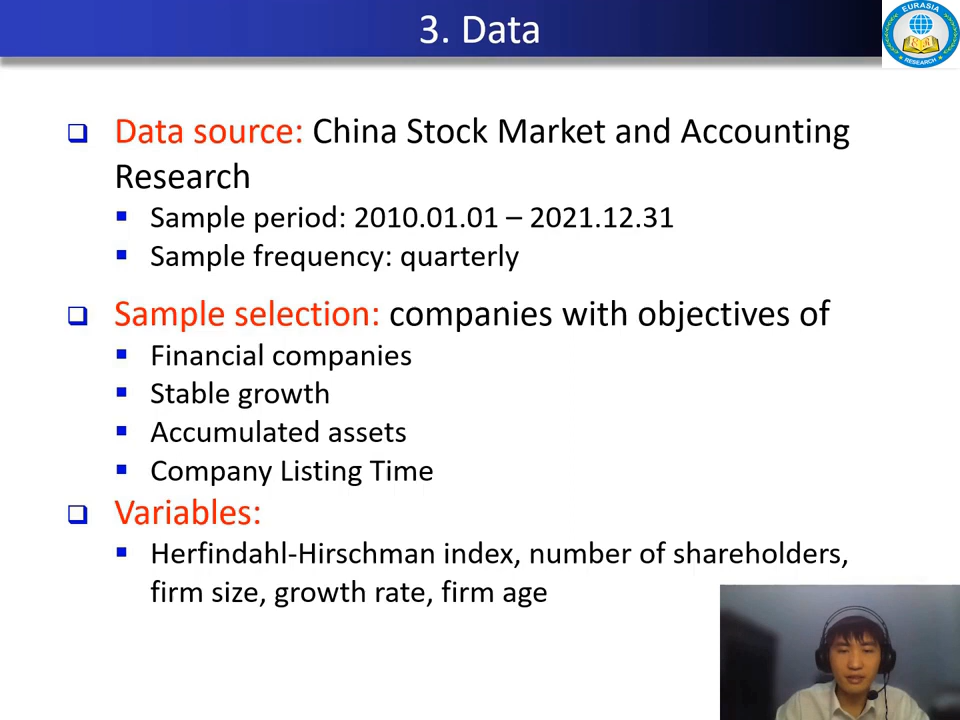 3. Data
EURASIA
RESEARCH
Data source: China Stock Market and Accounting
Research
Sample period: 2010.01.01 – 2021.12.31
Sample frequency: quarterly
Sample selection: companies with objectives of
Financial companies
Stable growth
Accumulated assets
Company Listing Time
Variables:
Herfindahl-Hirschman index, number of shareholders,
firm size, growth rate, firm age